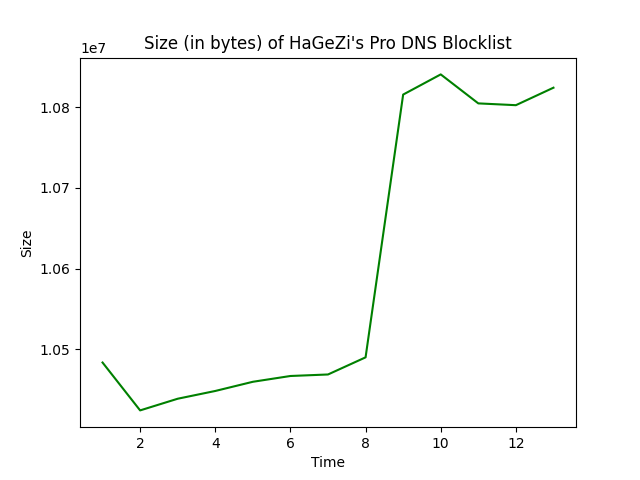 Size (in bytes) of HaGeZi's Pro DNS Blocklist
1e7
1.08
1.07
1.06
1.05
Size
2 4 6 8 10 12
Time